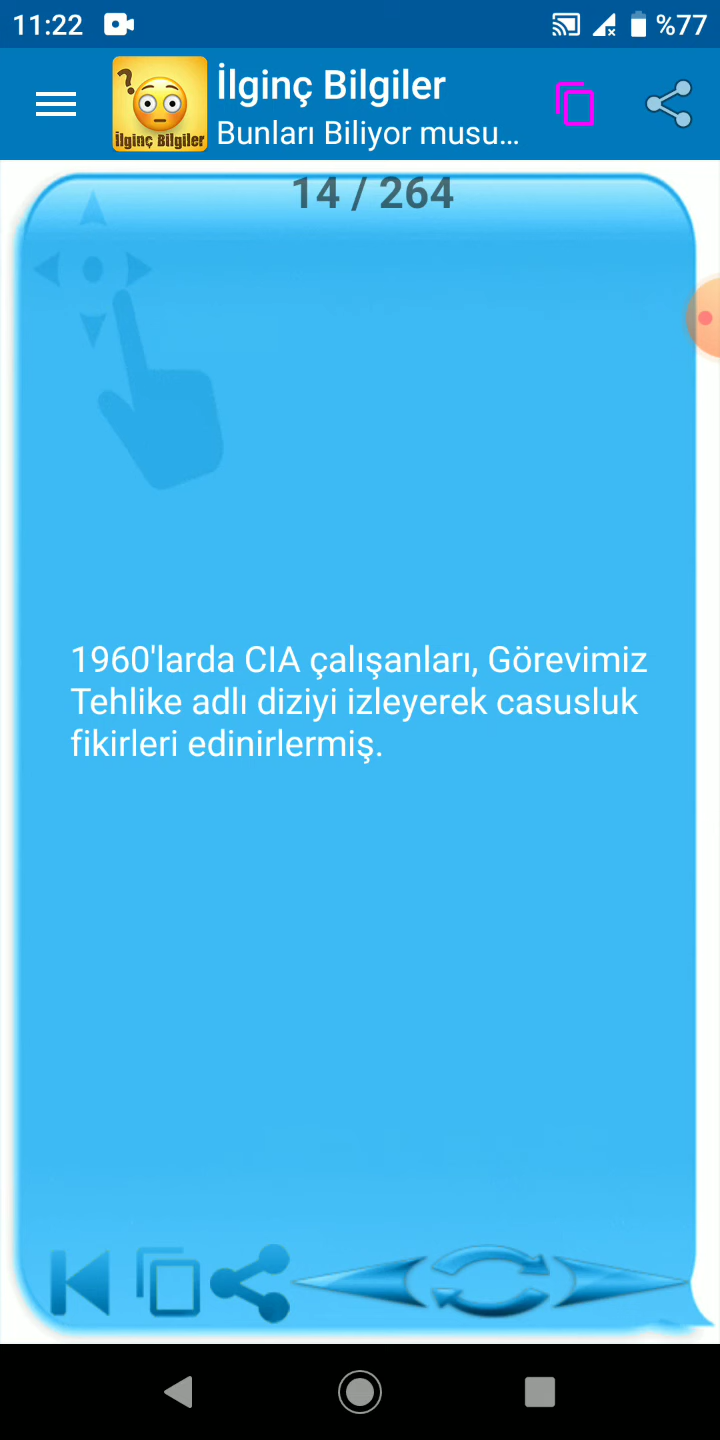 11:22
%77
İlginç Bilgiler
Bunları Biliyor musu...
?
İlginç Bilgiler
14 / 264
1960'larda CIA çalışanları, Görevimiz
Tehlike adlı diziyi izleyerek casusluk
fikirleri edinirlermiş.